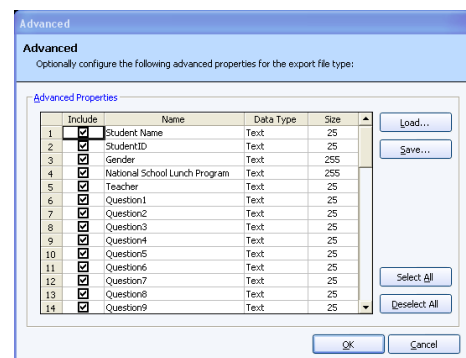 Advanced
Advanced
Optionally configure the following advanced properties for the export file type:
Advanced Properties
Include Name Data Type Size
1 Student Name Text 25
2 StudentID Text 25
3 Gender Text 255
4 National School Lunch Program Text 255
5 Teacher Text 25
6 Question1 Text 25
7 Question2 Text 25
8 Question3 Text 25
9 Question4 Text 25
10 Question5 Text 25
11 Question6 Text 25
12 Question7 Text 25
13 Question8 Text 25
14 Question9 Text 25
Load...
Save...
Select All
Deselect All
OK Cancel